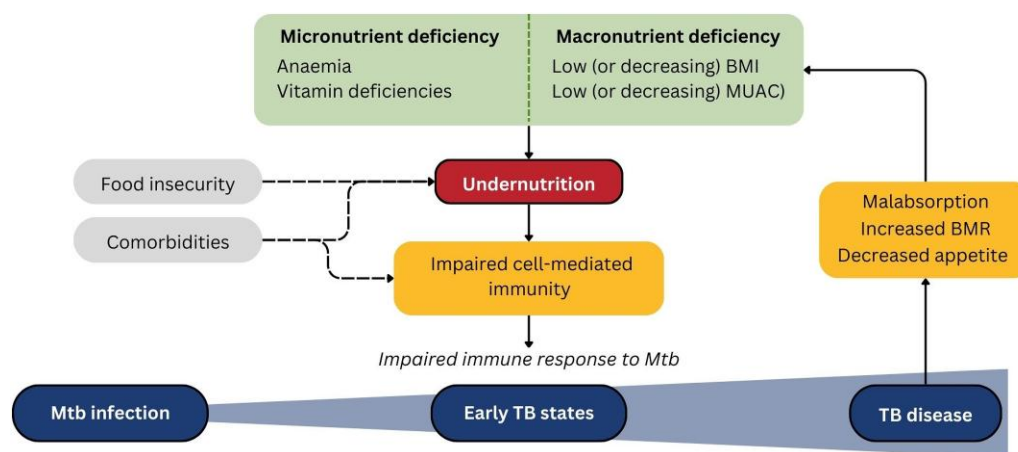 Micronutrient deficiency
Anaemia
Vitamin deficiencies
Macronutrient deficiency
Low (or decreasing) BMI
Low (or decreasing) MUAC)
Food insecurity
Undernutrition
Comorbidities
Impaired cell-mediated
immunity
Malabsorption
Increased BMR
Decreased appetite
Impaired immune response to Mtb
Mtb infection
Early TB states
TB disease